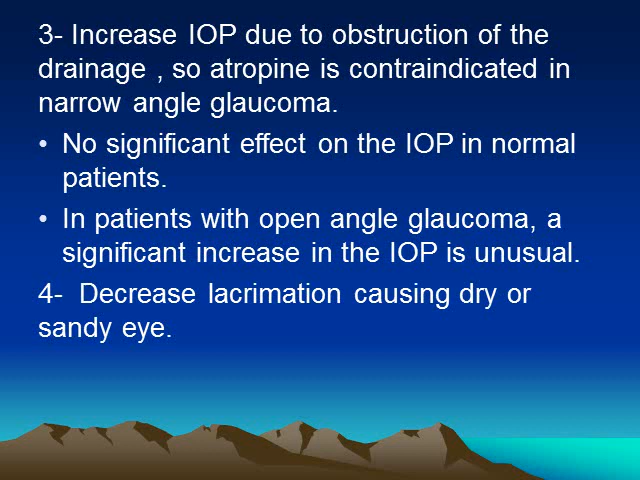 3- Increase IOP due to obstruction of the
drainage , so atropine is contraindicated in
narrow angle glaucoma.
• No significant effect on the IOP in normal
patients.
• In patients with open angle glaucoma, a
significant increase in the IOP is unusual.
4-  Decrease lacrimation causing dry or
sandy eye.